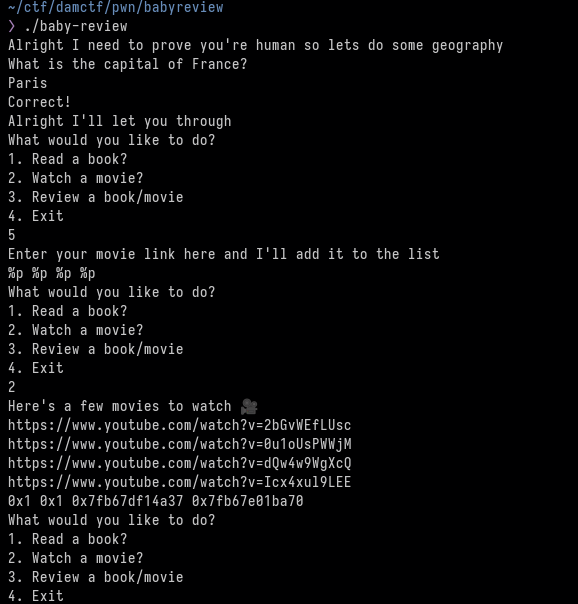 ~/ctf/damctf/pwn/babyreview
❯ ./baby-review
Alright I need to prove you're human so lets do some geography
What is the capital of France?
Paris
Correct!
Alright I'll let you through
What would you like to do?
1. Read a book?
2. Watch a movie?
3. Review a book/movie
4. Exit
5
Enter your movie link here and I'll add it to the list
%p %p %p %p
What would you like to do?
1. Read a book?
2. Watch a movie?
3. Review a book/movie
4. Exit
2
Here's a few movies to watch 🎥
https://www.youtube.com/watch?v=2bGvWEfLUsc
https://www.youtube.com/watch?v=0u1oUsPWWjM
https://www.youtube.com/watch?v=dQw4w9WgXcQ
https://www.youtube.com/watch?v=Icx4xul9LEE
0x1 0x1 0x7fb67df14a37 0x7fb67e01ba70
What would you like to do?
1. Read a book?
2. Watch a movie?
3. Review a book/movie
4. Exit